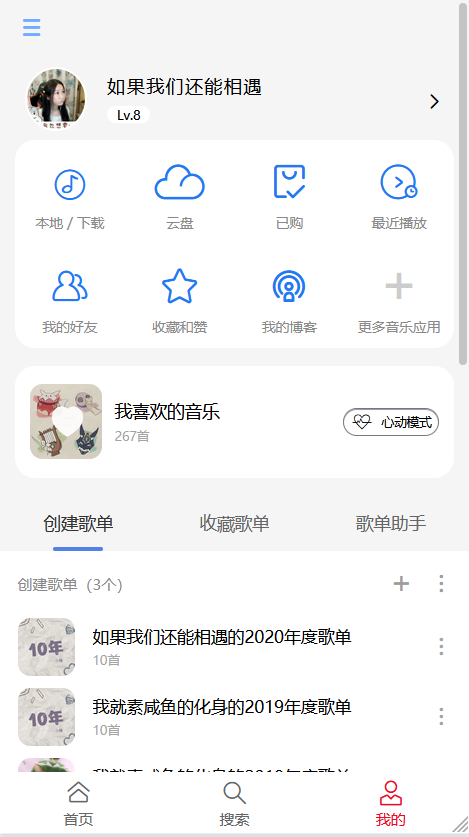 如果我们还能相遇
Lv.8
本地 / 下载 云盘 已购 最近播放
我的好友 收藏和赞 我的博客 更多音乐应用
我喜欢的音乐
267首
心动模式
创建歌单 收藏歌单 歌单助手
创建歌单（3个）
10年
如果我们还能相遇的2020年度歌单
10首
10年
我就素咸鱼的化身的2019年度歌单
10首
首页 搜索 我的